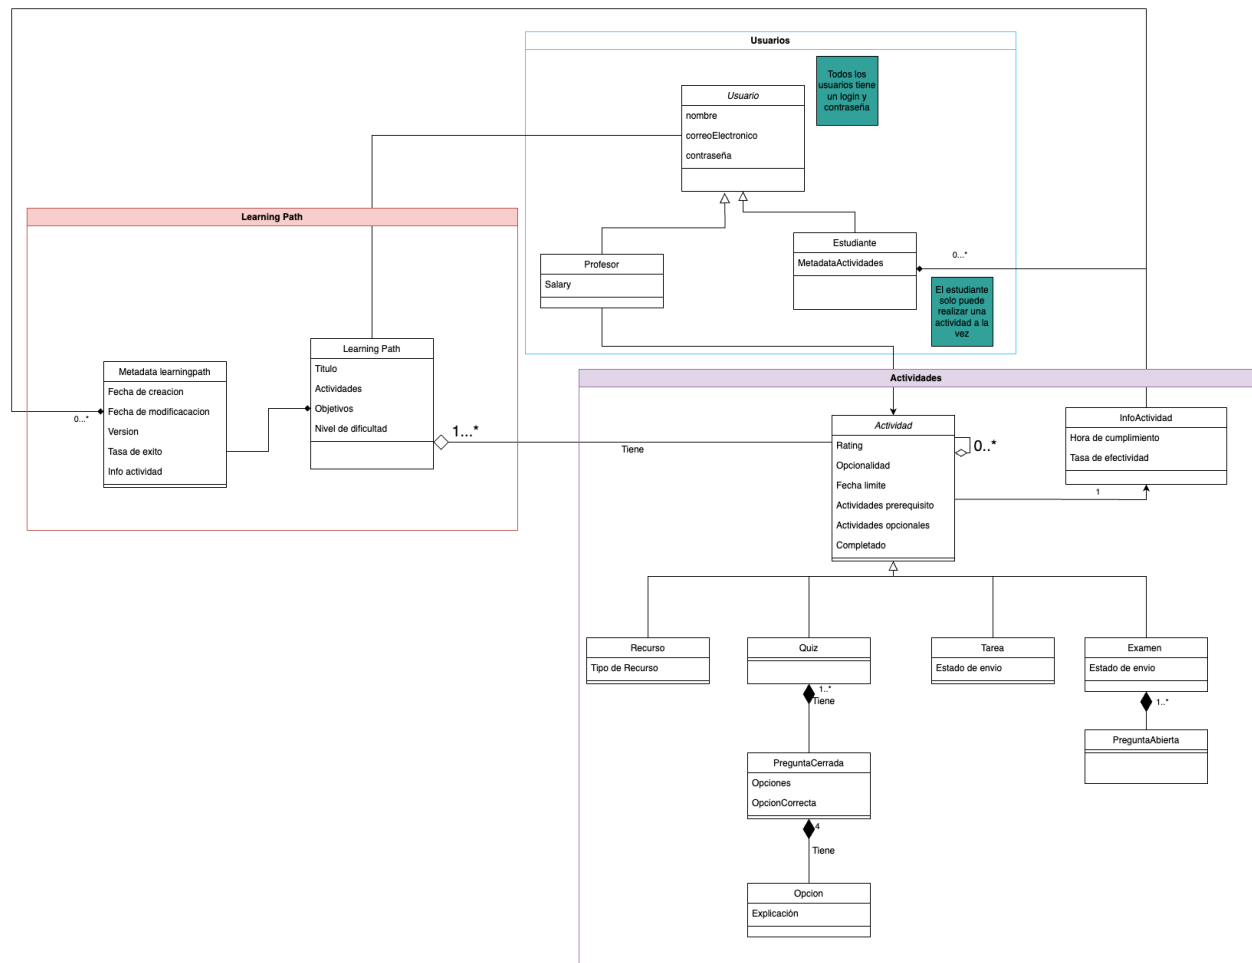 Usuarios
Todos los
usuarios tiene
un login y
contraseña
Usuario
nombre
correoElectronico
contraseña
Learning Path
Estudiante
MetadataActividades
0...*
Profesor
Salary
El estudiante
solo puede
realizar una
actividad a la
vez
Learning Path
Titulo
Actividades
Objetivos
Nivel de dificultad
Metadata learningpath
Fecha de creacion
Fecha de modificacacion
Version
Tasa de exito
Info actividad
0...*
1...*
Tiene
Actividades
Actividad
Rating
Opcionalidad
Fecha limite
Actividades prerequisito
Actividades opcionales
Completado
0..*
InfoActividad
Hora de cumplimiento
Tasa de efectividad
1
Recurso
Tipo de Recurso
Quiz
Tarea
Estado de envio
Examen
Estado de envio
1..*
Tiene
1..*
PreguntaAbierta
PreguntaCerrada
Opciones
OpcionCorrecta
4
Tiene
Opcion
Explicación